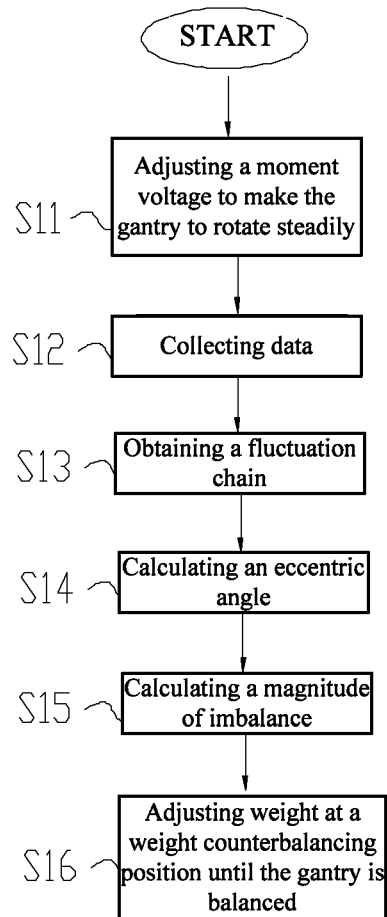 START
Adjusting a moment
voltage to make the
gantry to rotate steadily
S11
Collecting data
S12
Obtaining a fluctuation
chain
S13
Calculating an eccentric
angle
S14
Calculating a magnitude
of imbalance
S15
Adjusting weight at a
weight counterbalancing
position until the gantry is
balanced
S16